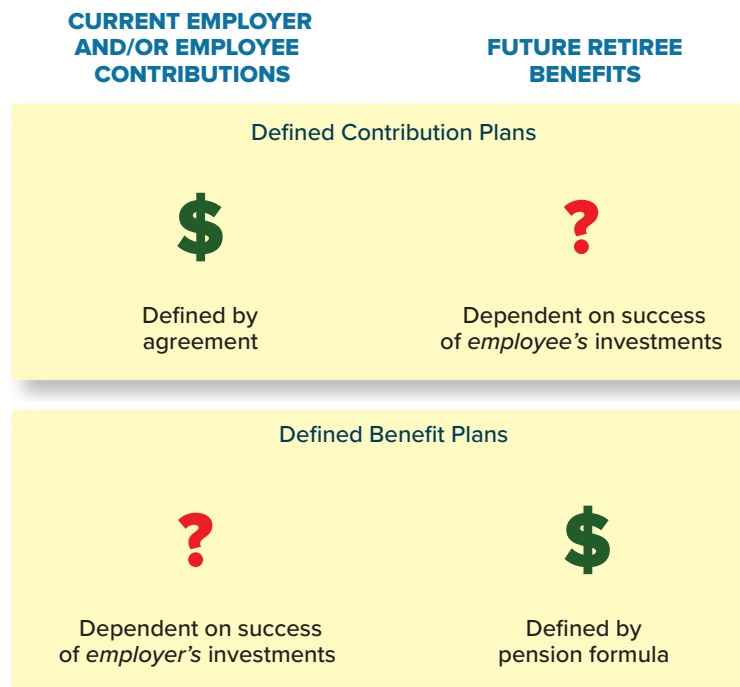 CURRENT EMPLOYER
AND/OR EMPLOYEE
CONTRIBUTIONS
FUTURE RETIREE
BENEFITS
Defined Contribution Plans
$
?
Defined by
agreement
Dependent on success
of employee's investments
Defined Benefit Plans
?
$
Dependent on success
of employer's investments
Defined by
pension formula